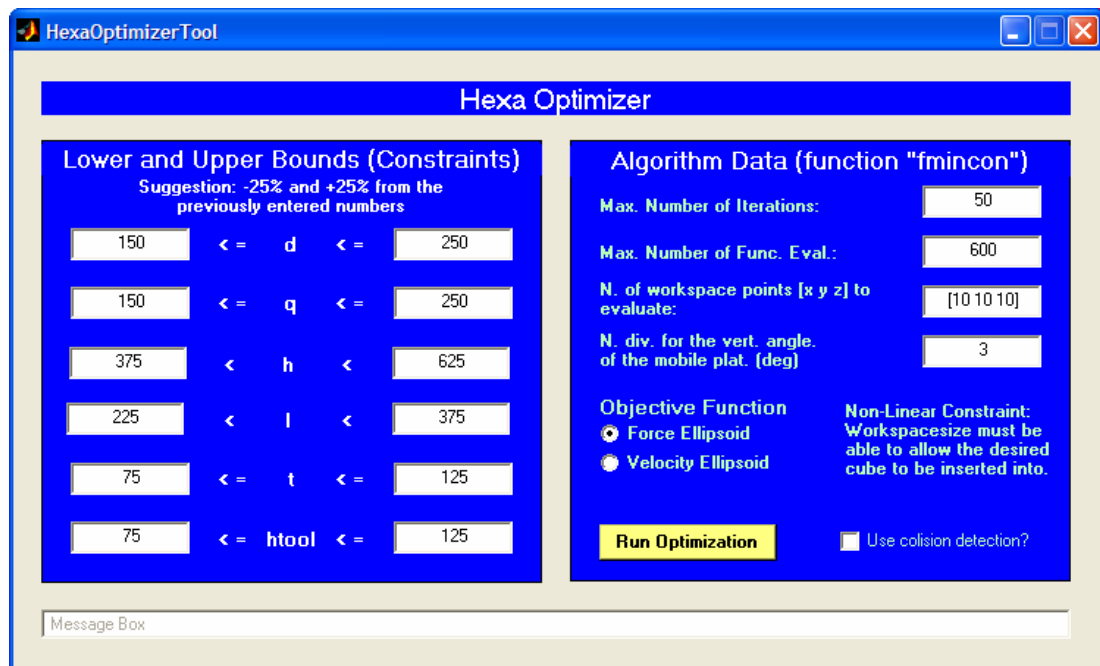 HexaOptimizerTool
Hexa Optimizer
Lower and Upper Bounds (Constraints)
Suggestion: -25% and +25% from the
previously entered numbers
150 < = d < = 250
150 < = q < = 250
375 < h < 625
225 < l < 375
75 < = t < = 125
75 < = htool < = 125
Algorithm Data (function "fmincon")
Max. Number of Iterations: 50
Max. Number of Func. Eval.: 600
N. of workspace points [x y z] to
evaluate: [10 10 10]
N. div. for the vert. angle.
of the mobile plat. (deg) 3
Objective Function
Force Ellipsoid
Velocity Ellipsoid
Non-Linear Constraint:
Workspacesize must be
able to allow the desired
cube to be inserted into.
Run Optimization
Use colision detection?
Message Box